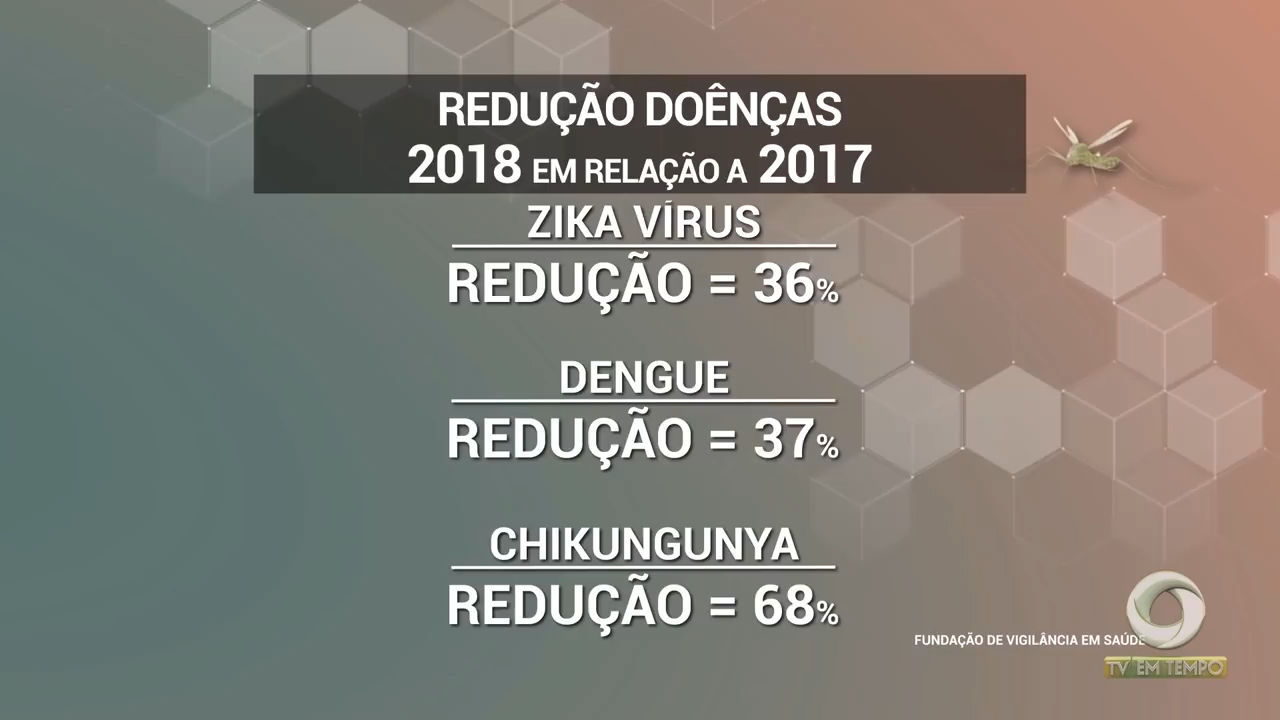 REDUÇÃO DOÊNÇAS
2018 EM RELAÇÃO A 2017
ZIKA VÍRUS
REDUÇÃO = 36%
DENGUE
REDUÇÃO = 37%
CHIKUNGUNYA
REDUÇÃO = 68%
FUNDAÇÃO DE VIGILÂNCIA EM SAÚDE
TV EM TEMPO